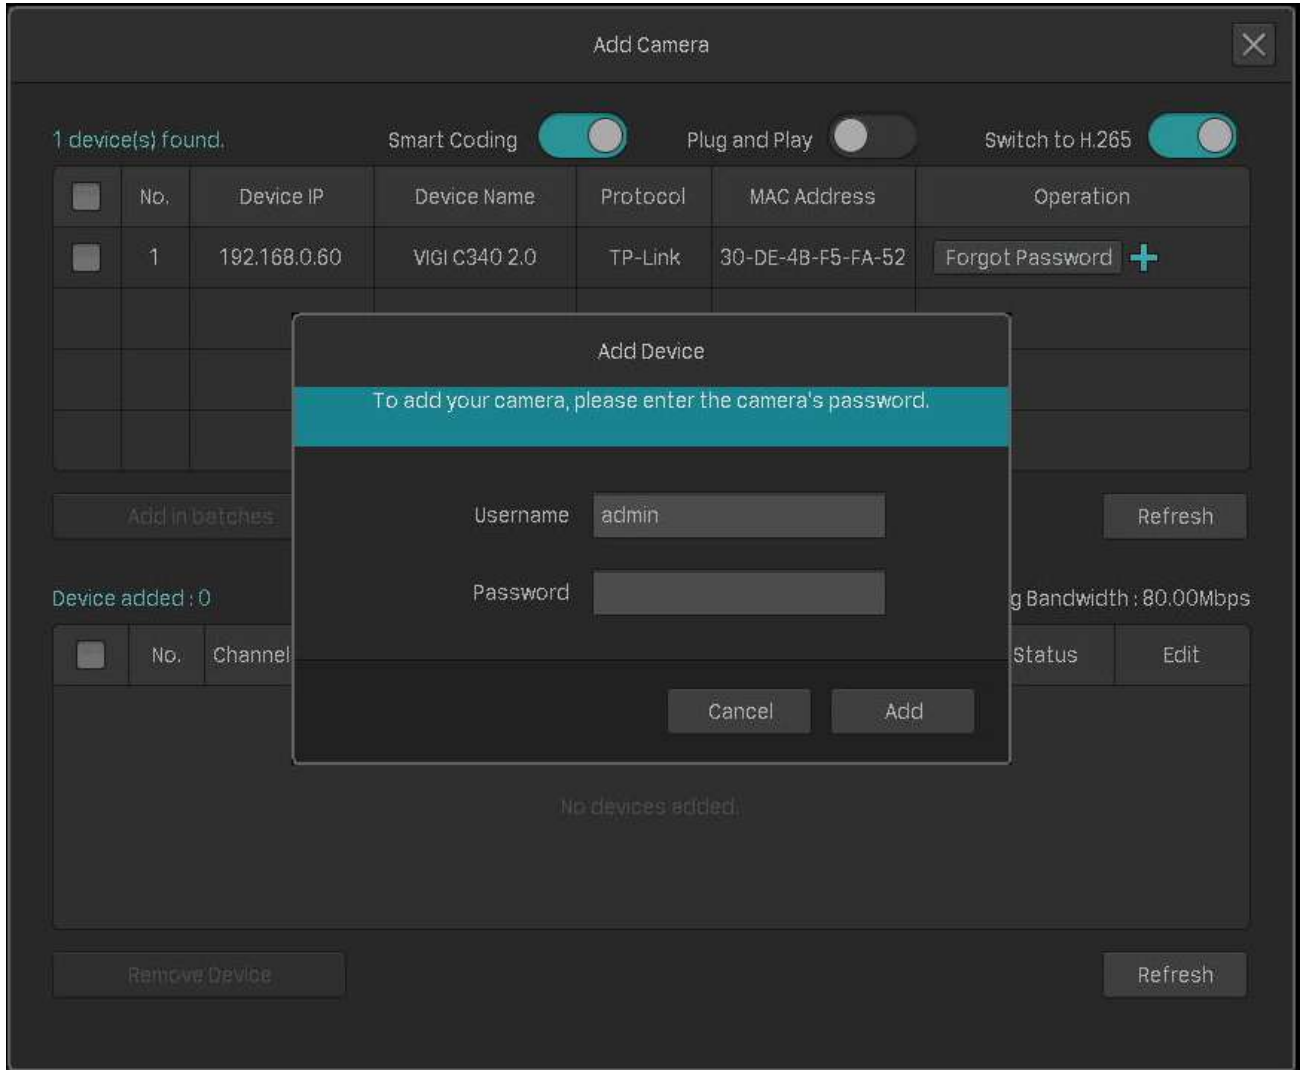 Add Camera
1 device(s) found. Smart Coding Plug and Play Switch to H.265
No. Device IP Device Name Protocol MAC Address Operation
1 192.168.0.60 VIGI C340 2.0 TP-Link 30-DE-4B-F5-FA-52 Forgot Password
Add Device
To add your camera, please enter the camera's password.
Username admin
Password
Cancel Add
Add in batches Refresh
Device added : 0 g Bandwidth : 80.00Mbps
No. Channel Status Edit
No devices added.
Remove Device Refresh